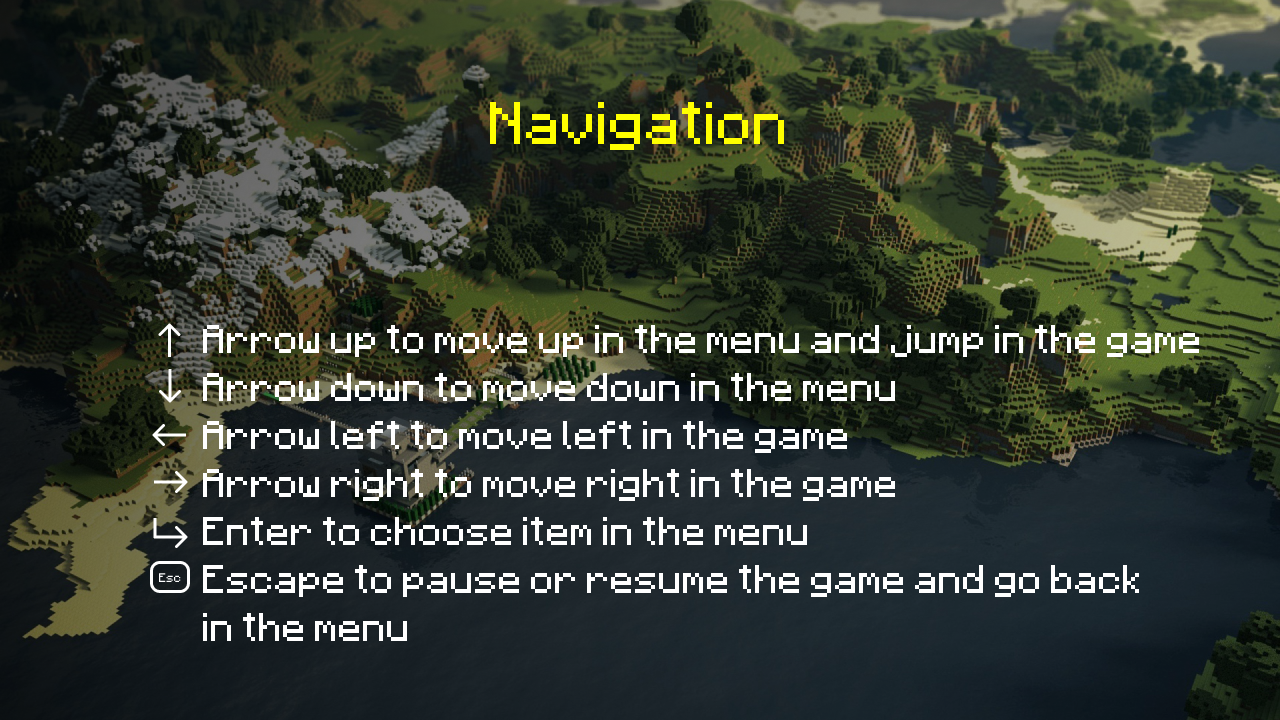 Navigation
↑ Arrow up to move up in the menu and jump in the game
↓ Arrow down to move down in the menu
← Arrow left to move left in the game
→ Arrow right to move right in the game
↳ Enter to choose item in the menu
Esc Escape to pause or resume the game and go back
in the menu